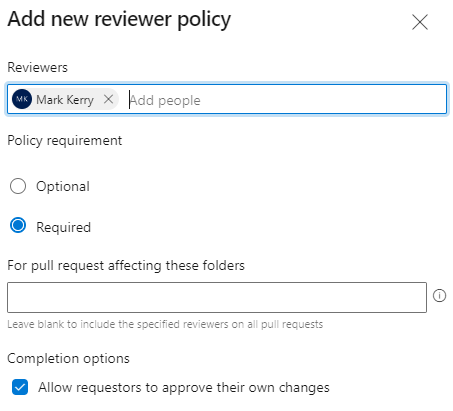 Add new reviewer policy
Reviewers
MK Mark Kerry Add people
Policy requirement
Optional
Required
For pull request affecting these folders
Leave blank to include the specified reviewers on all pull requests
Completion options
Allow requestors to approve their own changes